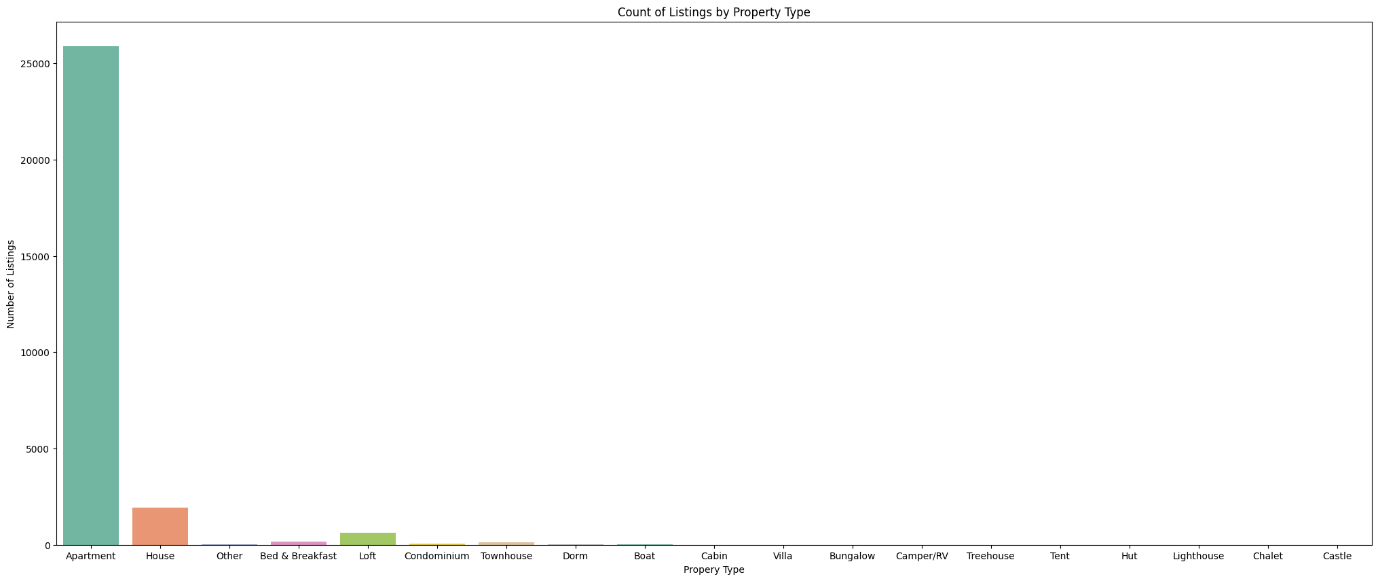 Count of Listings by Property Type
Number of Listings
25000
20000
15000
10000
5000
0
Apartment House Other Bed & Breakfast Loft Condominium Townhouse Dorm Boat Cabin Villa Bungalow Camper/RV Treehouse Tent Hut Lighthouse Chalet Castle
Propery Type